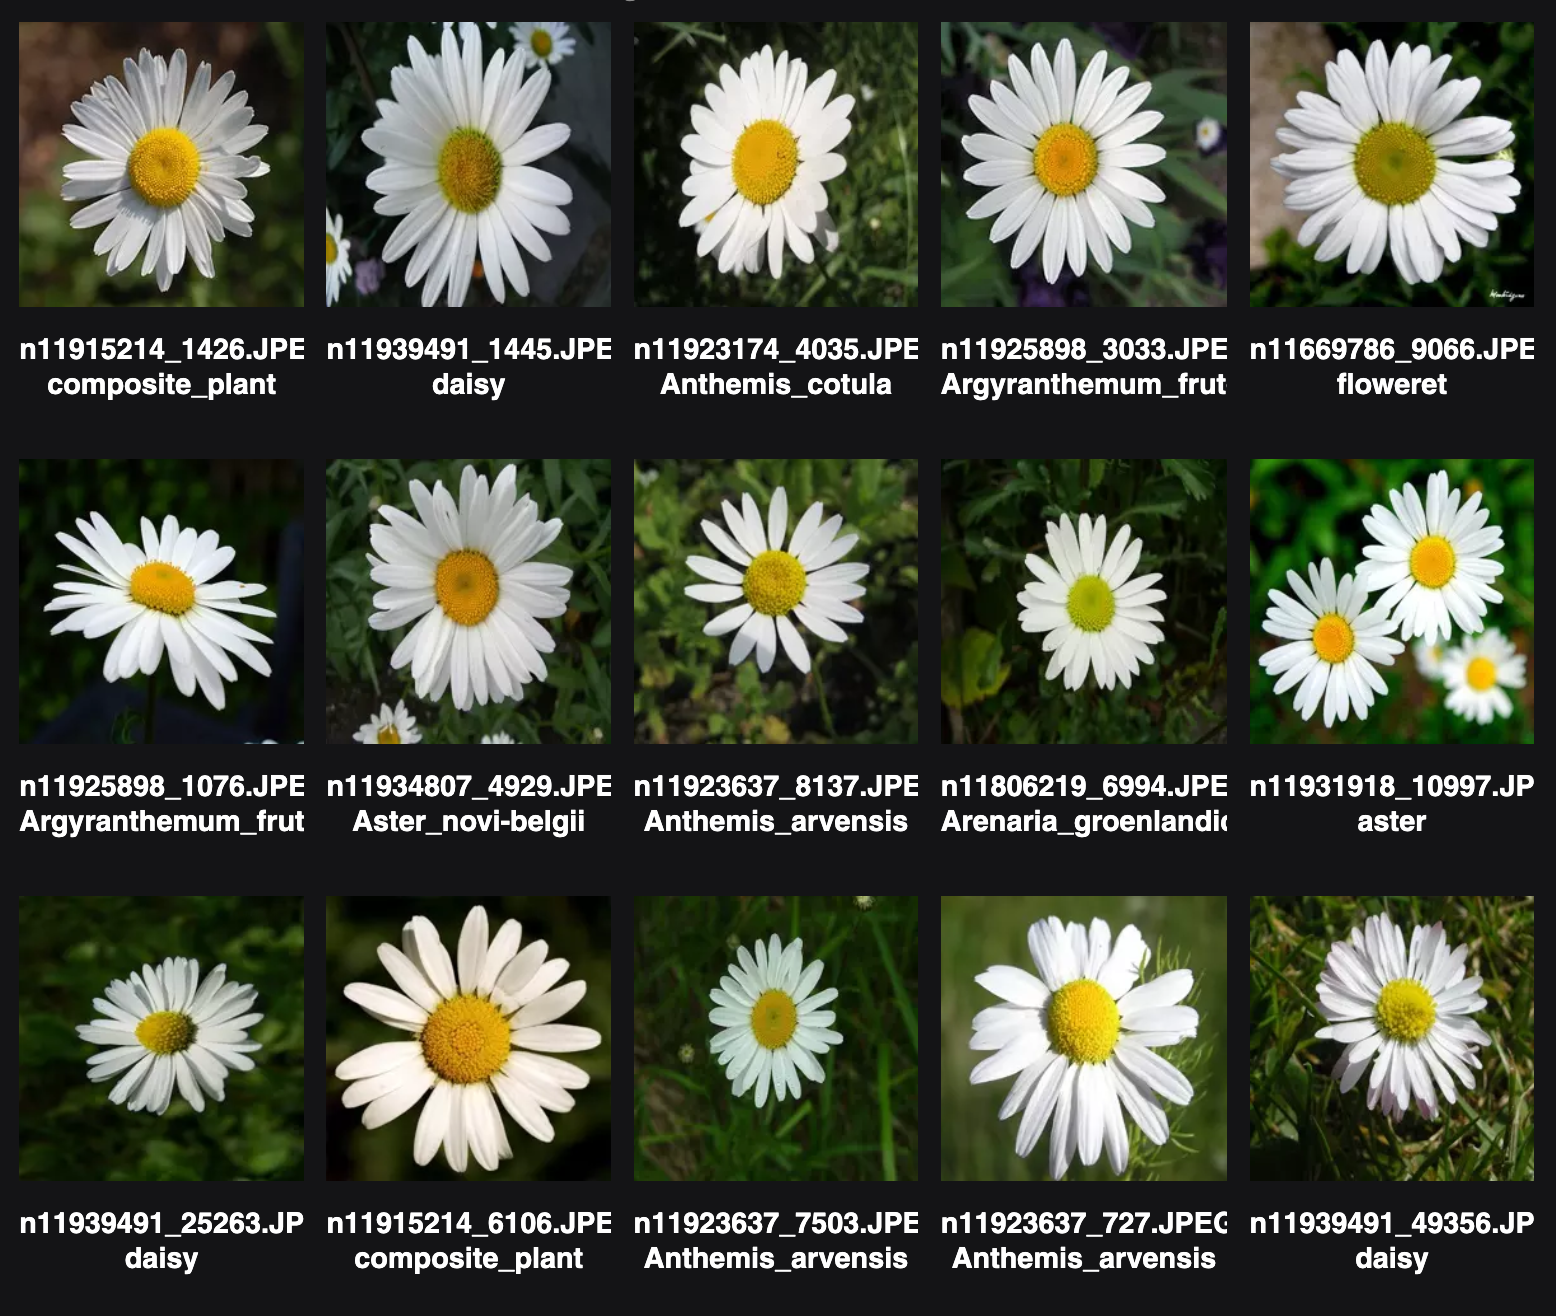 n11915214_1426.JPE
composite_plant
n11939491_1445.JPE
daisy
n11923174_4035.JPE
Anthemis_cotula
n11925898_3033.JPE
Argyranthemum_frut
n11669786_9066.JPE
floweret
n11925898_1076.JPE
Argyranthemum_frut
n11934807_4929.JPE
Aster_novi-belgii
n11923637_8137.JPE
Anthemis_arvensis
n11806219_6994.JPE
Arenaria_groenlandic
n11931918_10997.JP
aster
n11939491_25263.JP
daisy
n11915214_6106.JPE
composite_plant
n11923637_7503.JPE
Anthemis_arvensis
n11923637_727.JPEG
Anthemis_arvensis
n11939491_49356.JP
daisy